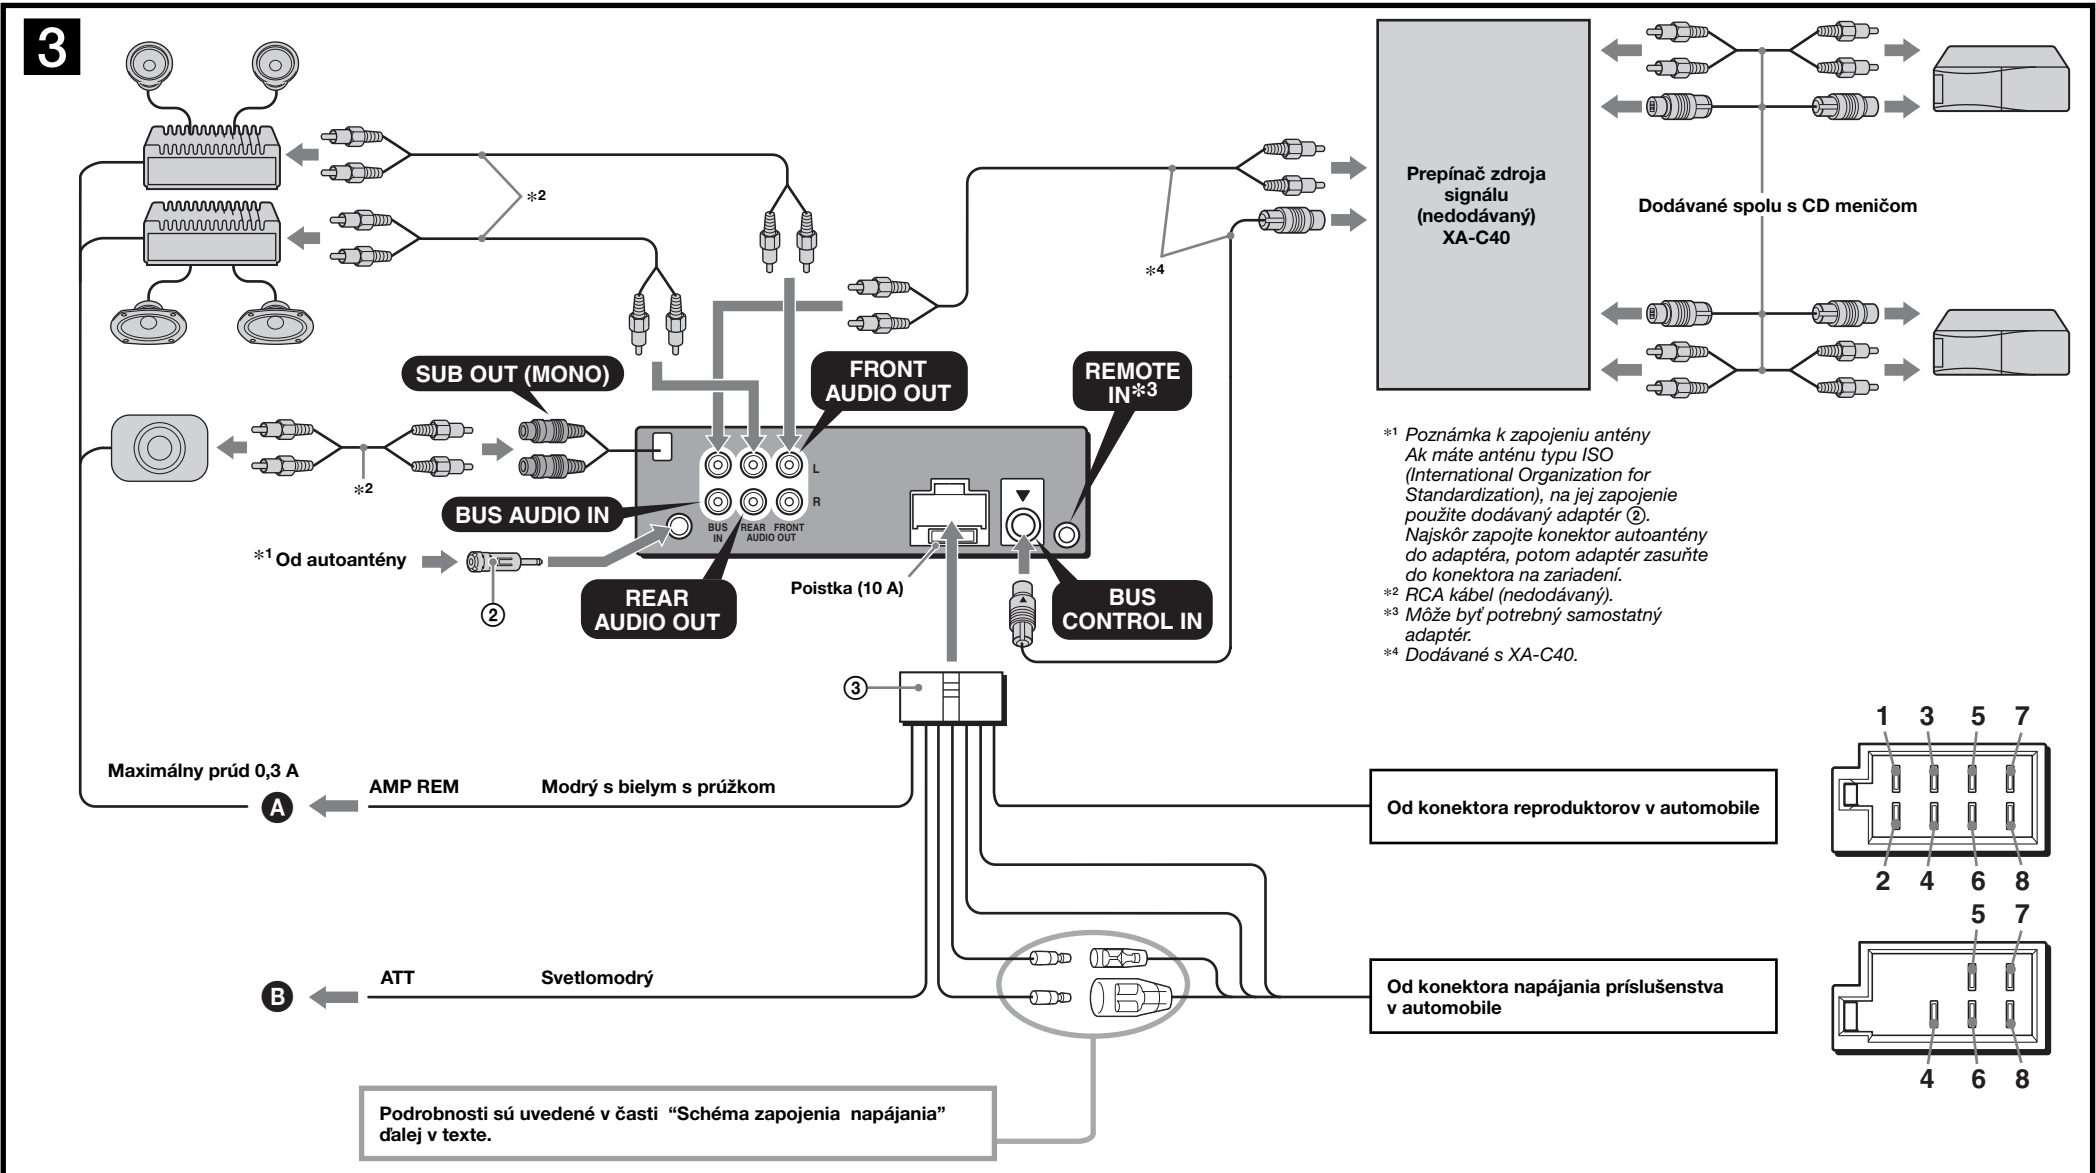 3
*2
Prepínač zdroja
signálu
(nedodávaný)
XA-C40
Dodávané spolu s CD meničom
*4
SUB OUT (MONO)
FRONT
AUDIO OUT
REMOTE
IN*3
*2
BUS AUDIO IN
L
R
BUS
IN
REAR
FRONT
AUDIO OUT
*1 Od autoantény
②
REAR
AUDIO OUT
Poistka (10 A)
BUS
CONTROL IN
*1 Poznámka k zapojeniu antény
Ak máte anténu typu ISO
(International Organization for
Standardization), na jej zapojenie
použite dodávaný adaptér ②.
Najskôr zapojte konektor autoantény
do adaptéra, potom adaptér zasuňte
do konektora na zariadení.
*2 RCA kábel (nedodávaný).
*3 Môže byť potrebný samostatný
adaptér.
*4 Dodávané s XA-C40.
③
Maximálny prúd 0,3 A
A
AMP REM
Modrý s bielym s prúžkom
Od konektora reproduktorov v automobile
1 3 5 7
2 4 6 8
B
ATT
Svetlomodrý
Od konektora napájania príslušenstva
v automobile
5 7
4 6 8
Podrobnosti sú uvedené v časti “Schéma zapojenia napájania”
ďalej v texte.